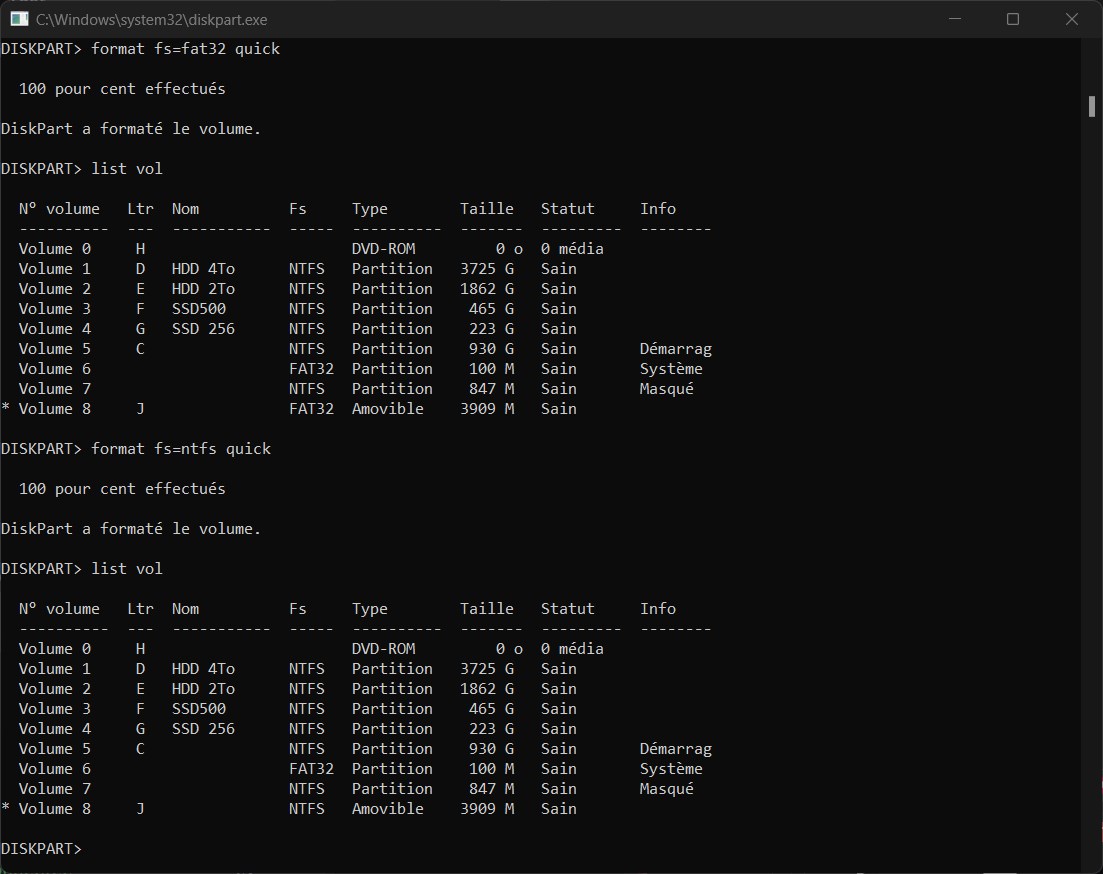 C:\Windows\system32\diskpart.exe
DISKPART> format fs=fat32 quick
  100 pour cent effectués
DiskPart a formaté le volume.
DISKPART> list vol
  N° volume   Ltr  Nom          Fs     Type        Taille   Statut     Info
  ----------  ---  -----------  -----  ----------  -------  ---------  --------
  Volume 0     H                       DVD-ROM         0 o  0 média
  Volume 1     D   HDD 4To      NTFS   Partition   3725 G   Sain
  Volume 2     E   HDD 2To      NTFS   Partition   1862 G   Sain
  Volume 3     F   SSD500       NTFS   Partition    465 G   Sain
  Volume 4     G   SSD 256      NTFS   Partition    223 G   Sain
  Volume 5     C                NTFS   Partition    930 G   Sain       Démarrag
  Volume 6                      FAT32  Partition    100 M   Sain       Système
  Volume 7                      NTFS   Partition    847 M   Sain       Masqué
* Volume 8     J                FAT32  Amovible    3909 M   Sain
DISKPART> format fs=ntfs quick
  100 pour cent effectués
DiskPart a formaté le volume.
DISKPART> list vol
  N° volume   Ltr  Nom          Fs     Type        Taille   Statut     Info
  ----------  ---  -----------  -----  ----------  -------  ---------  --------
  Volume 0     H                       DVD-ROM         0 o  0 média
  Volume 1     D   HDD 4To      NTFS   Partition   3725 G   Sain
  Volume 2     E   HDD 2To      NTFS   Partition   1862 G   Sain
  Volume 3     F   SSD500       NTFS   Partition    465 G   Sain
  Volume 4     G   SSD 256      NTFS   Partition    223 G   Sain
  Volume 5     C                NTFS   Partition    930 G   Sain       Démarrag
  Volume 6                      FAT32  Partition    100 M   Sain       Système
  Volume 7                      NTFS   Partition    847 M   Sain       Masqué
* Volume 8     J                NTFS   Amovible    3909 M   Sain
DISKPART>